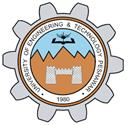 UNIVERSITY OF ENGINEERING & TECHNOLOGY PESHAWAR
1980